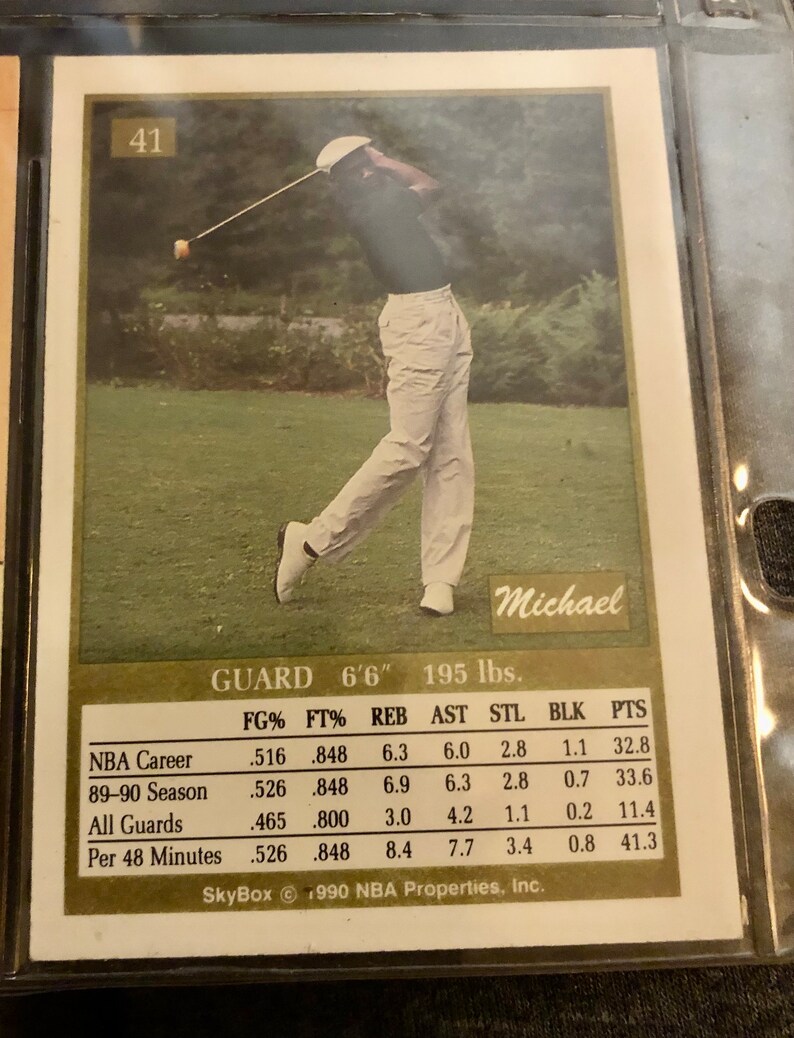 41
Michael
GUARD 6'6" 195 lbs.
FG% FT% REB AST STL BLK PTS
NBA Career .516 .848 6.3 6.0 2.8 1.1 32.8
89–90 Season .526 .848 6.9 6.3 2.8 0.7 33.6
All Guards .465 .800 3.0 4.2 1.1 0.2 11.4
Per 48 Minutes .526 .848 8.4 7.7 3.4 0.8 41.3
SkyBox © 1990 NBA Properties, Inc.